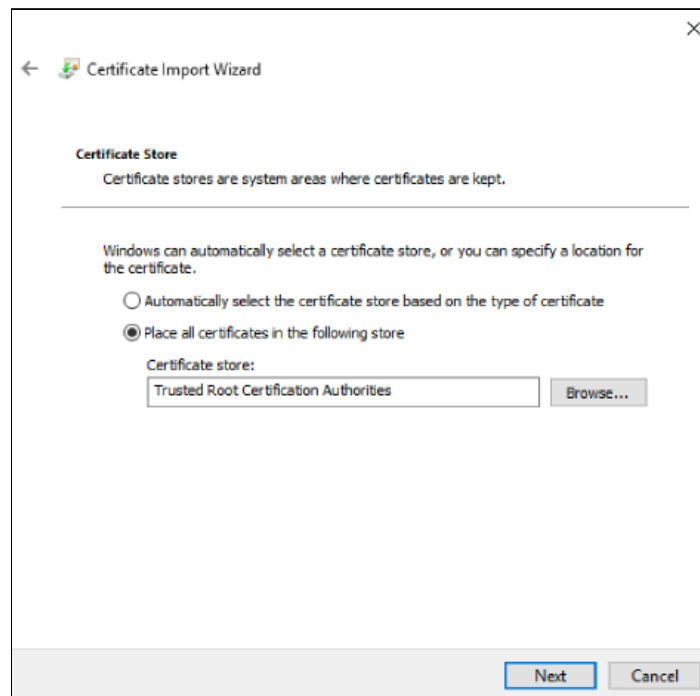 Certificate Import Wizard
Certificate Store
Certificate stores are system areas where certificates are kept.
Windows can automatically select a certificate store, or you can specify a location for
the certificate.
Automatically select the certificate store based on the type of certificate
Place all certificates in the following store
Certificate store:
Trusted Root Certification Authorities
Browse...
Next
Cancel